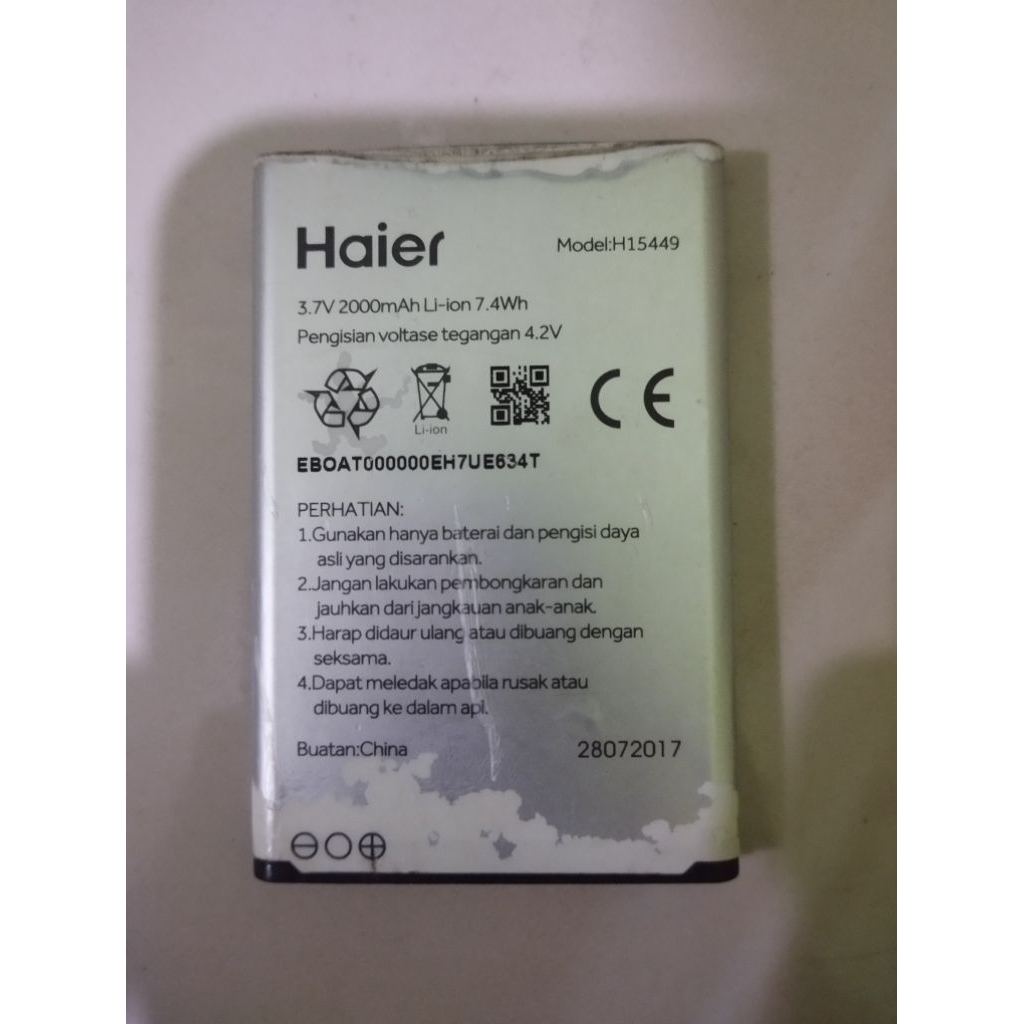 Haier
Model:H15449
3.7V 2000mAh Li-ion 7.4Wh
Pengisian voltase tegangan 4.2V
Li-ion
CE
EBOAT000000EH7UE634T
PERHATIAN:
1.Gunakan hanya baterai dan pengisi daya
asli yang disarankan.
2.Jangan lakukan pembongkaran dan
jauhkan dari jangkauan anak-anak.
3.Harap didaur ulang atau dibuang dengan
seksama.
4.Dapat meledak apabila rusak atau
dibuang ke dalam api.
Buatan:China
28072017